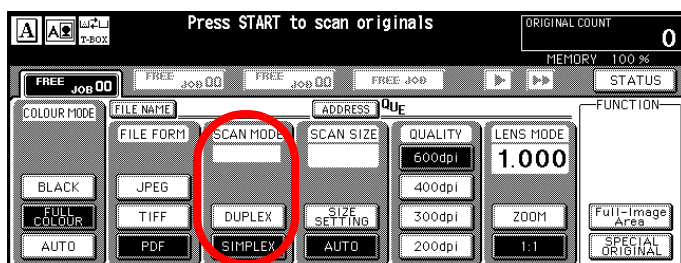 Press START to scan originals
ORIGINAL COUNT
0
MEMORY 100 %
A A T-BOX
FREE JOB 00 FREE JOB 00 FREE JOB 00 FREE JOB STATUS
COLOUR MODE FILE NAME ADDRESS QUE FUNCTION
FILE FORM SCAN MODE SCAN SIZE QUALITY LENS MODE
600dpi 1.000
BLACK JPEG 400dpi
FULL COLOUR TIFF DUPLEX SIZE SETTING 300dpi ZOOM Full-Image Area
AUTO PDF SIMPLEX AUTO 200dpi 1:1 SPECIAL ORIGINAL